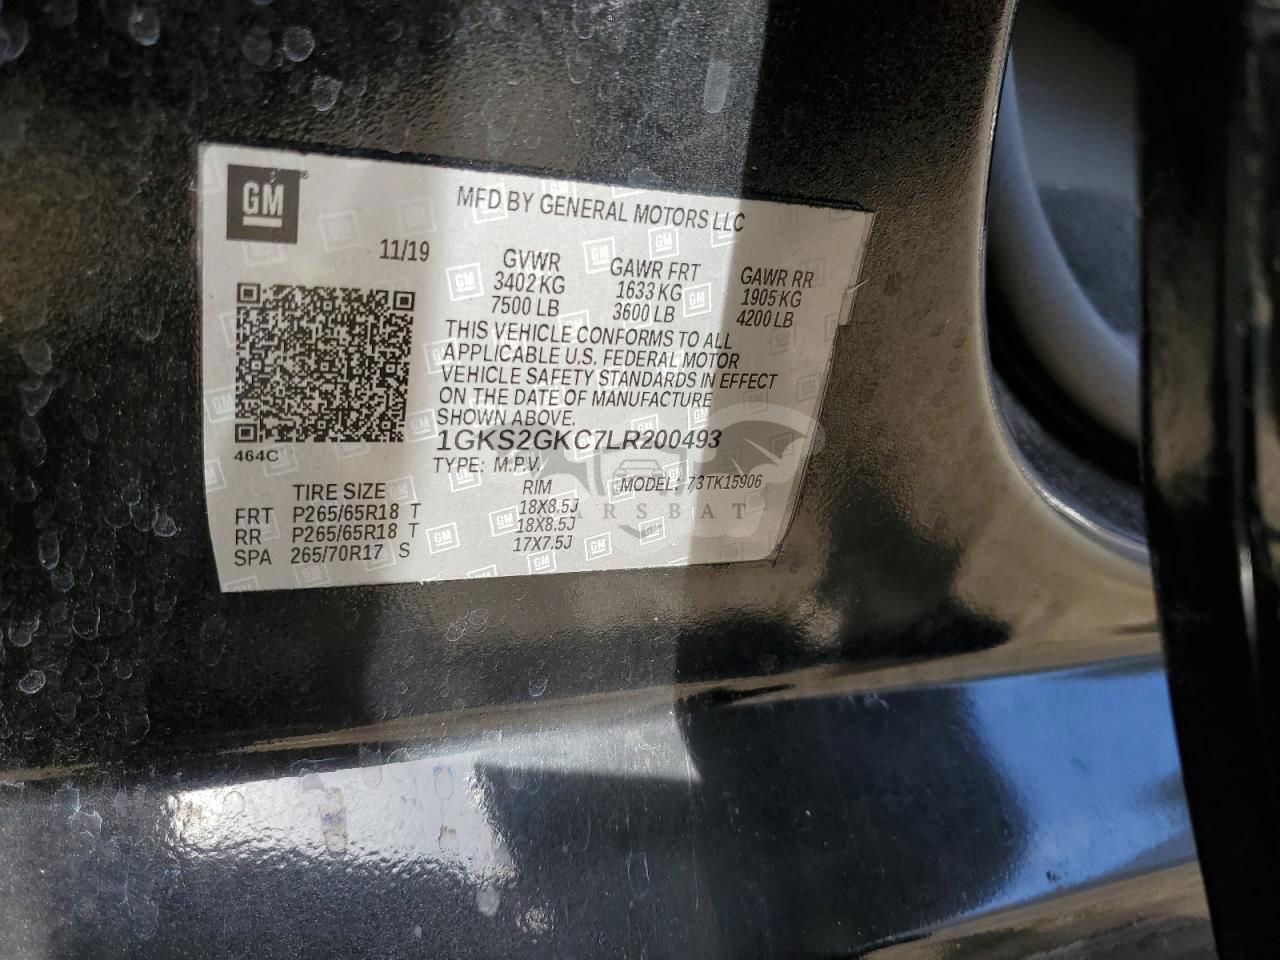 GM
MFD BY GENERAL MOTORS LLC
11/19
GVWR GAWR FRT GAWR RR
3402 KG 1633 KG 1905 KG
7500 LB 3600 LB 4200 LB
THIS VEHICLE CONFORMS TO ALL
APPLICABLE U.S. FEDERAL MOTOR
VEHICLE SAFETY STANDARDS IN EFFECT
ON THE DATE OF MANUFACTURE
SHOWN ABOVE.
1GKS2GKC7LR200493
464C
TYPE: M.P.V. MODEL: 73TK15906
TIRE SIZE RIM
FRT P265/65R18 T 18X8.5J
RR P265/65R18 T 18X8.5J
SPA 265/70R17 S 17X7.5J
CARSBAT